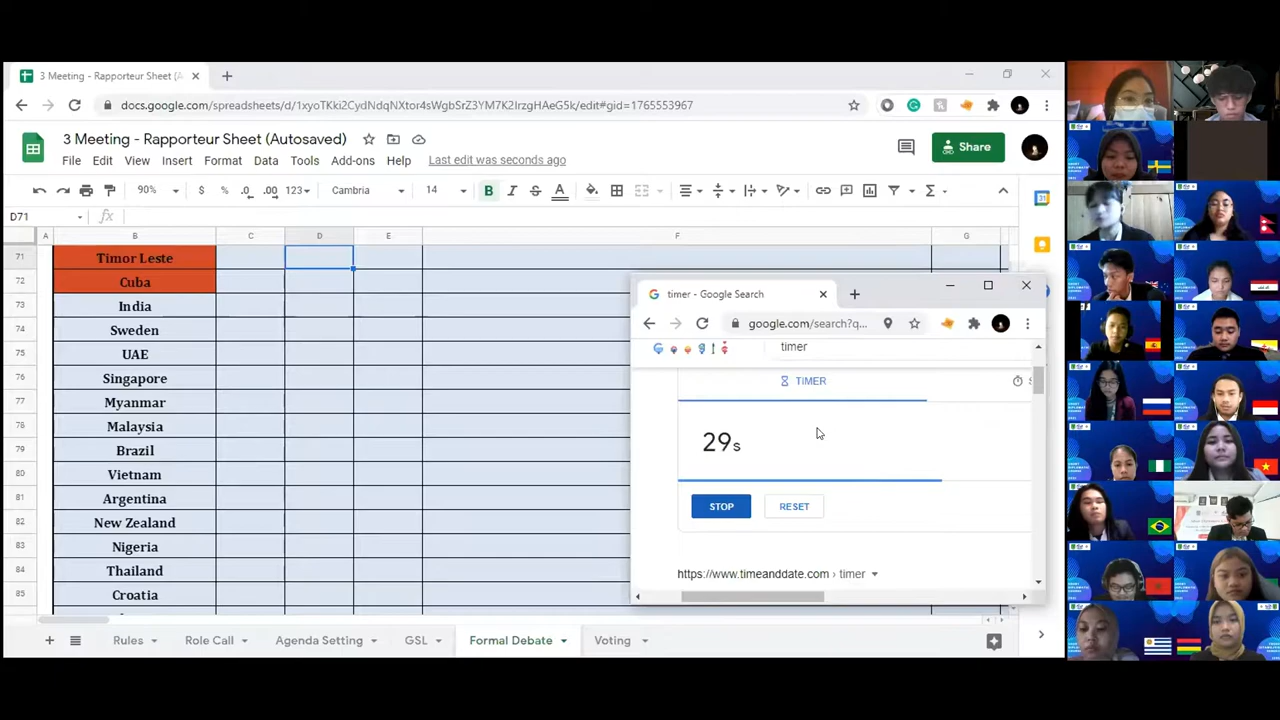 3 Meeting - Rapporteur Sheet (A
docs.google.com/spreadsheets/d/1xyoTKki2CydNdqNXtor4sWgbSrZ3YM7K2IrzgHAeG5k/edit#gid=1765553967
3 Meeting - Rapporteur Sheet (Autosaved)
File Edit View Insert Format Data Tools Add-ons Help Last edit was seconds ago
Share
90% $ % .0 .00 123 Cambria 14 B I S A
D71 fx
A B C D E F G
71 Timor Leste
72 Cuba
73 India
74 Sweden
75 UAE
76 Singapore
77 Myanmar
78 Malaysia
79 Brazil
80 Vietnam
81 Argentina
82 New Zealand
83 Nigeria
84 Thailand
85 Croatia
Rules Role Call Agenda Setting GSL Formal Debate Voting
31
timer - Google Search
google.com/search?q...
timer
TIMER
29s
STOP RESET
https://www.timeanddate.com › timer